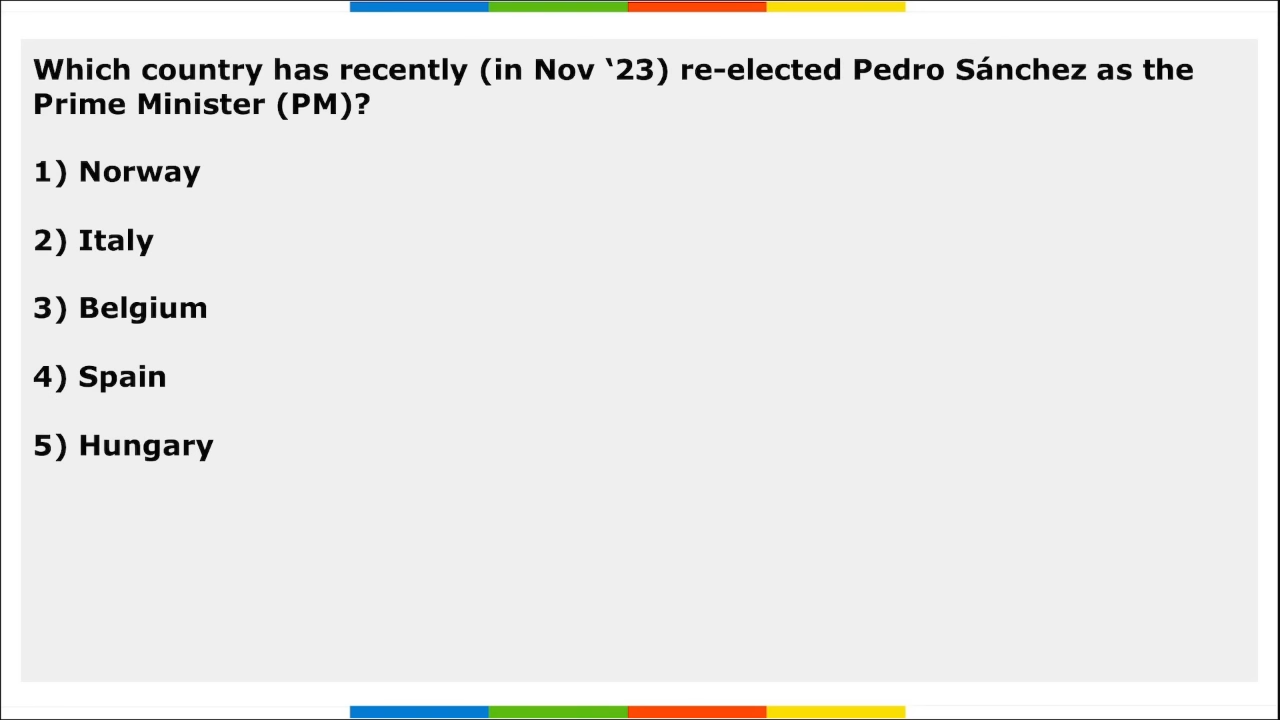 Which country has recently (in Nov ‘23) re-elected Pedro Sánchez as the
Prime Minister (PM)?
1) Norway
2) Italy
3) Belgium
4) Spain
5) Hungary